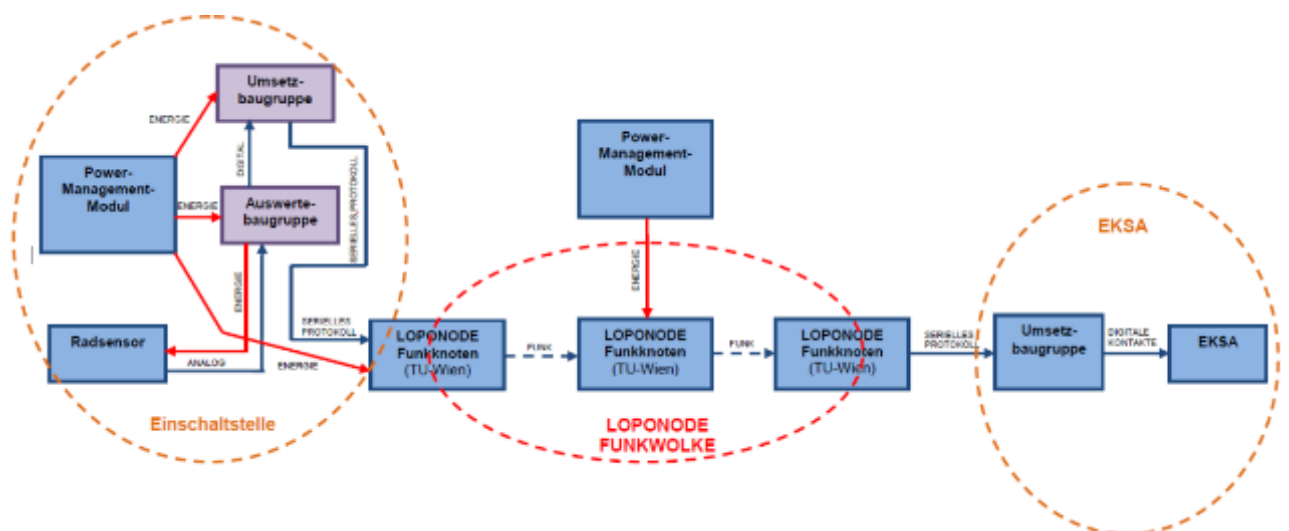 Umsetz-
baugruppe
ENERGIE
DIGITAL
SERIELLES PROTOKOLL
Power-
Management-
Modul
ENERGIE
Auswerte-
baugruppe
ENERGIE
Radsensor
ANALOG
ENERGIE
SERIELLES
PROTOKOLL
Einschaltstelle
LOPONODE
Funkknoten
(TU-Wien)
FUNK
Power-
Management-
Modul
ENERGIE
LOPONODE
Funkknoten
(TU-Wien)
FUNK
LOPONODE
Funkknoten
(TU-Wien)
LOPONODE
FUNKWOLKE
SERIELLES
PROTOKOLL
EKSA
Umsetz-
baugruppe
DIGITALE
KONTAKTE
EKSA